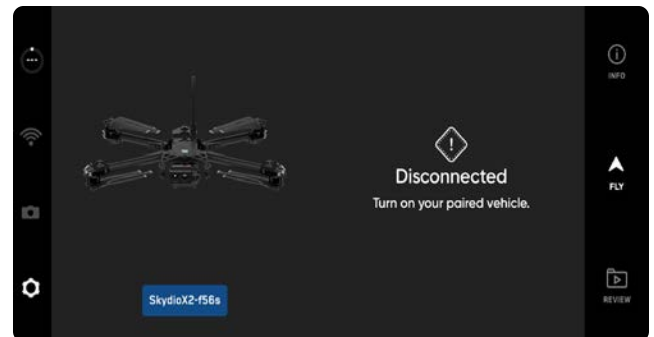 INFO
Disconnected
Turn on your paired vehicle.
FLY
SkydioX2-f56s
REVIEW